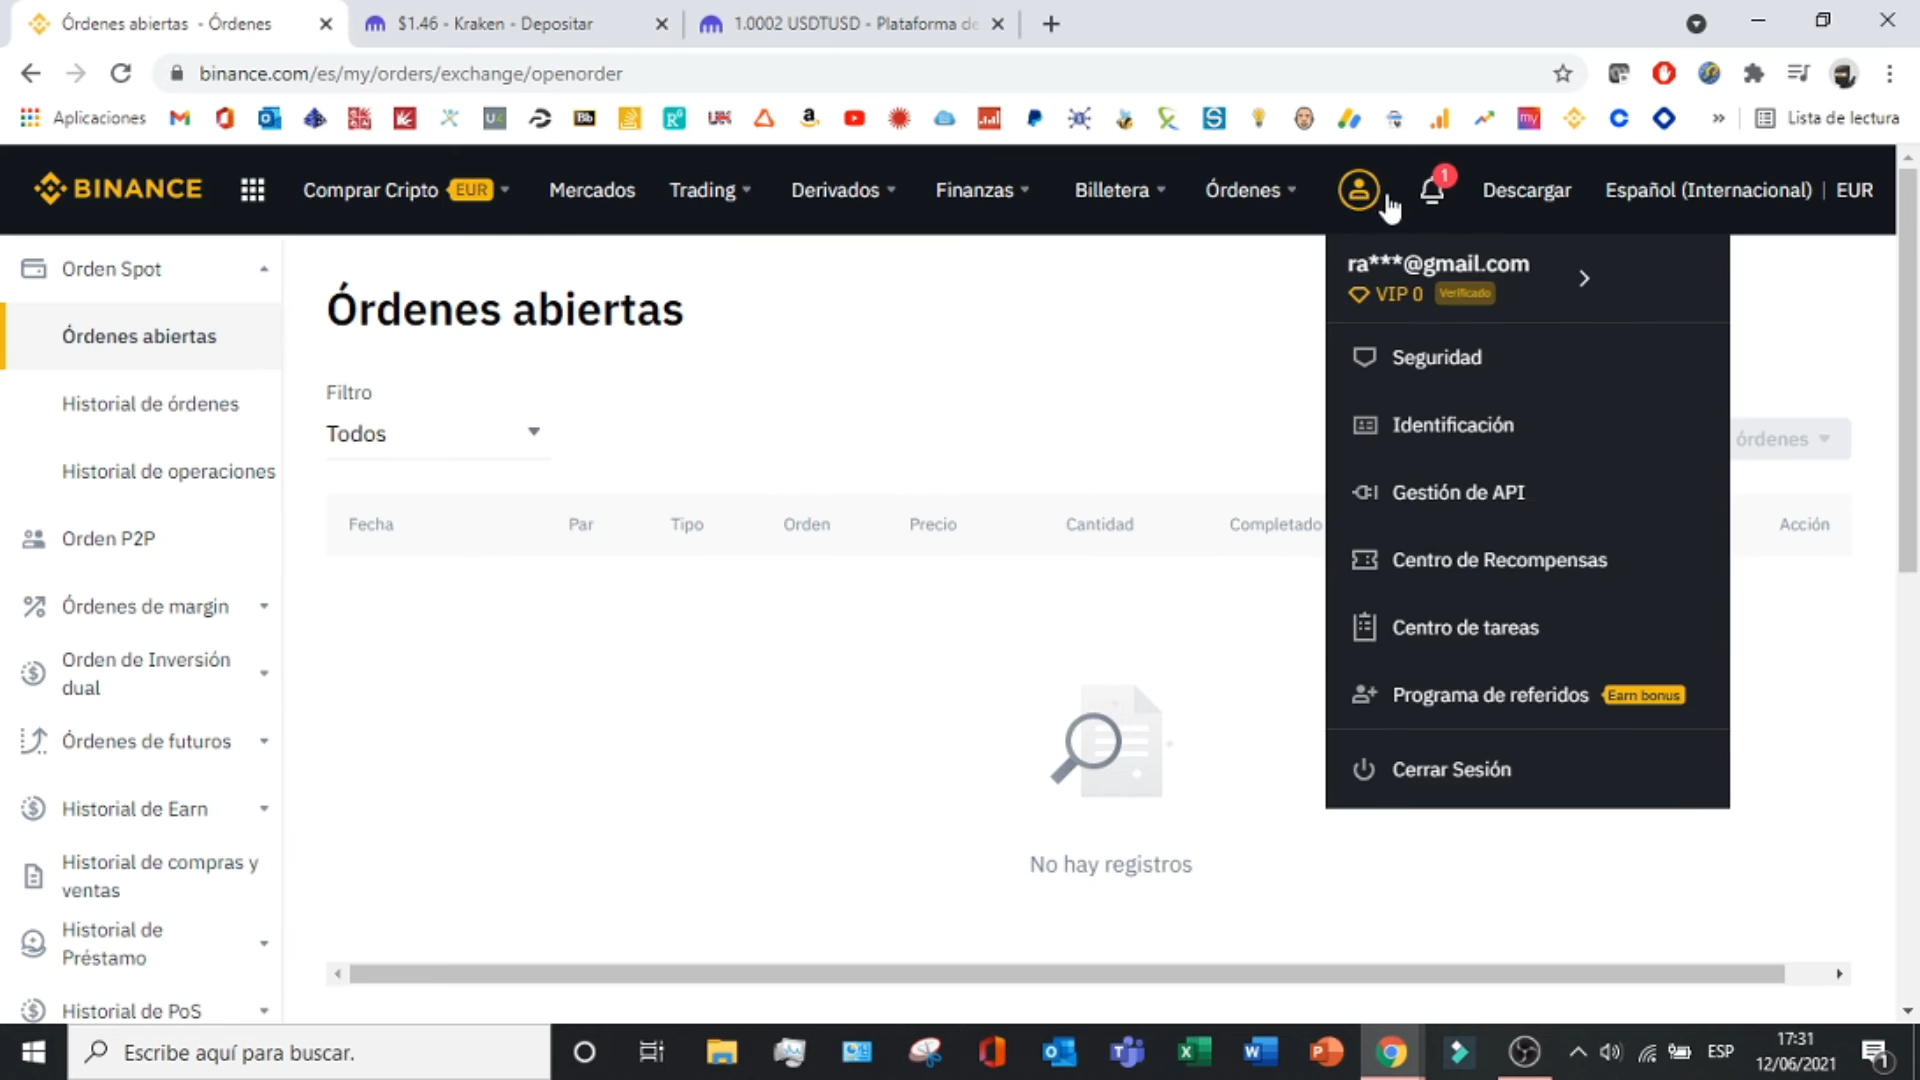 Órdenes abiertas - Órdenes
$1.46 - Kraken - Depositar
1.0002 USDTUSD - Plataforma de
binance.com/es/my/orders/exchange/openorder
Aplicaciones
Lista de lectura
BINANCE
Comprar Cripto EUR
Mercados
Trading
Derivados
Finanzas
Billetera
Órdenes
1
Descargar
Español (Internacional) | EUR
Orden Spot
Órdenes abiertas
Historial de órdenes
Historial de operaciones
Orden P2P
Órdenes de margin
Orden de Inversión
dual
Órdenes de futuros
Historial de Earn
Historial de compras y
ventas
Historial de
Préstamo
Historial de PoS
Órdenes abiertas
Filtro
Todos
órdenes
Fecha
Par
Tipo
Orden
Precio
Cantidad
Completado
Acción
No hay registros
ra***@gmail.com
VIP 0 Verificado
Seguridad
Identificación
Gestión de API
Centro de Recompensas
Centro de tareas
Programa de referidos Earn bonus
Cerrar Sesión
Escribe aquí para buscar.
ESP
17:31
12/06/2021
1